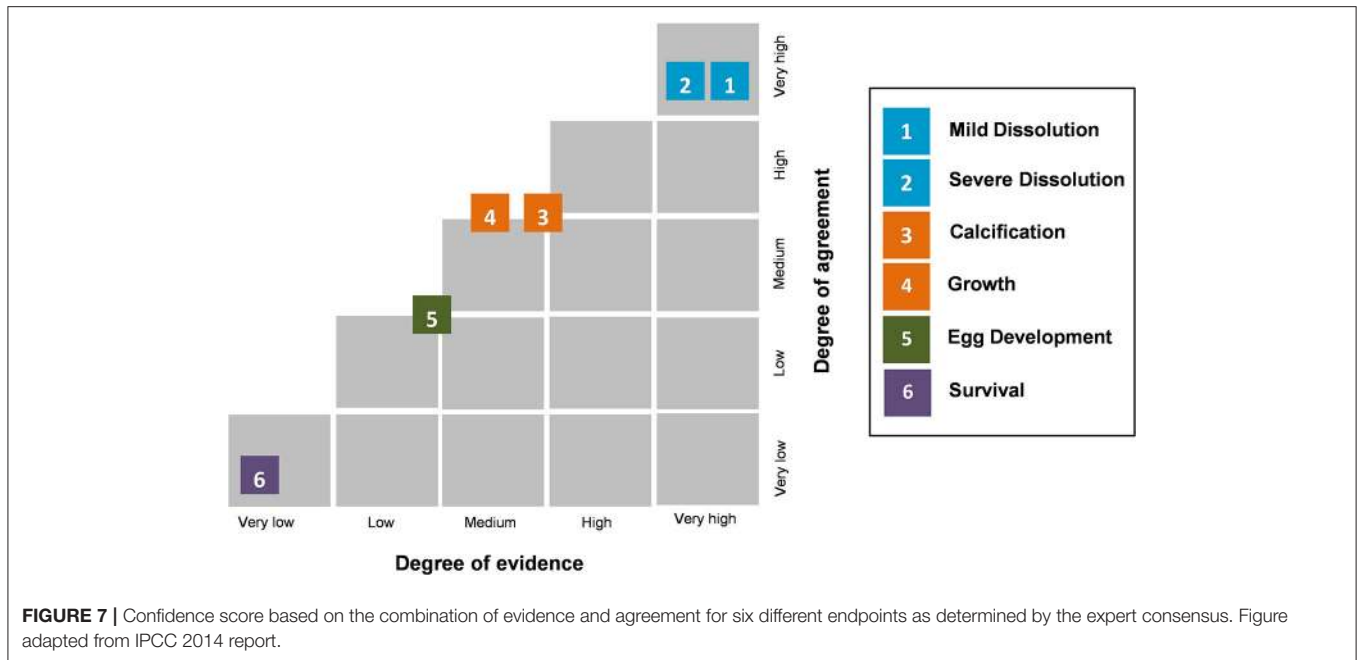 2 1
4 3
5
6
Very high
High
Medium
Low
Very low
Degree of agreement
Very low Low Medium High Very high
Degree of evidence
1 Mild Dissolution
2 Severe Dissolution
3 Calcification
4 Growth
5 Egg Development
6 Survival
FIGURE 7 | Confidence score based on the combination of evidence and agreement for six different endpoints as determined by the expert consensus. Figure
adapted from IPCC 2014 report.